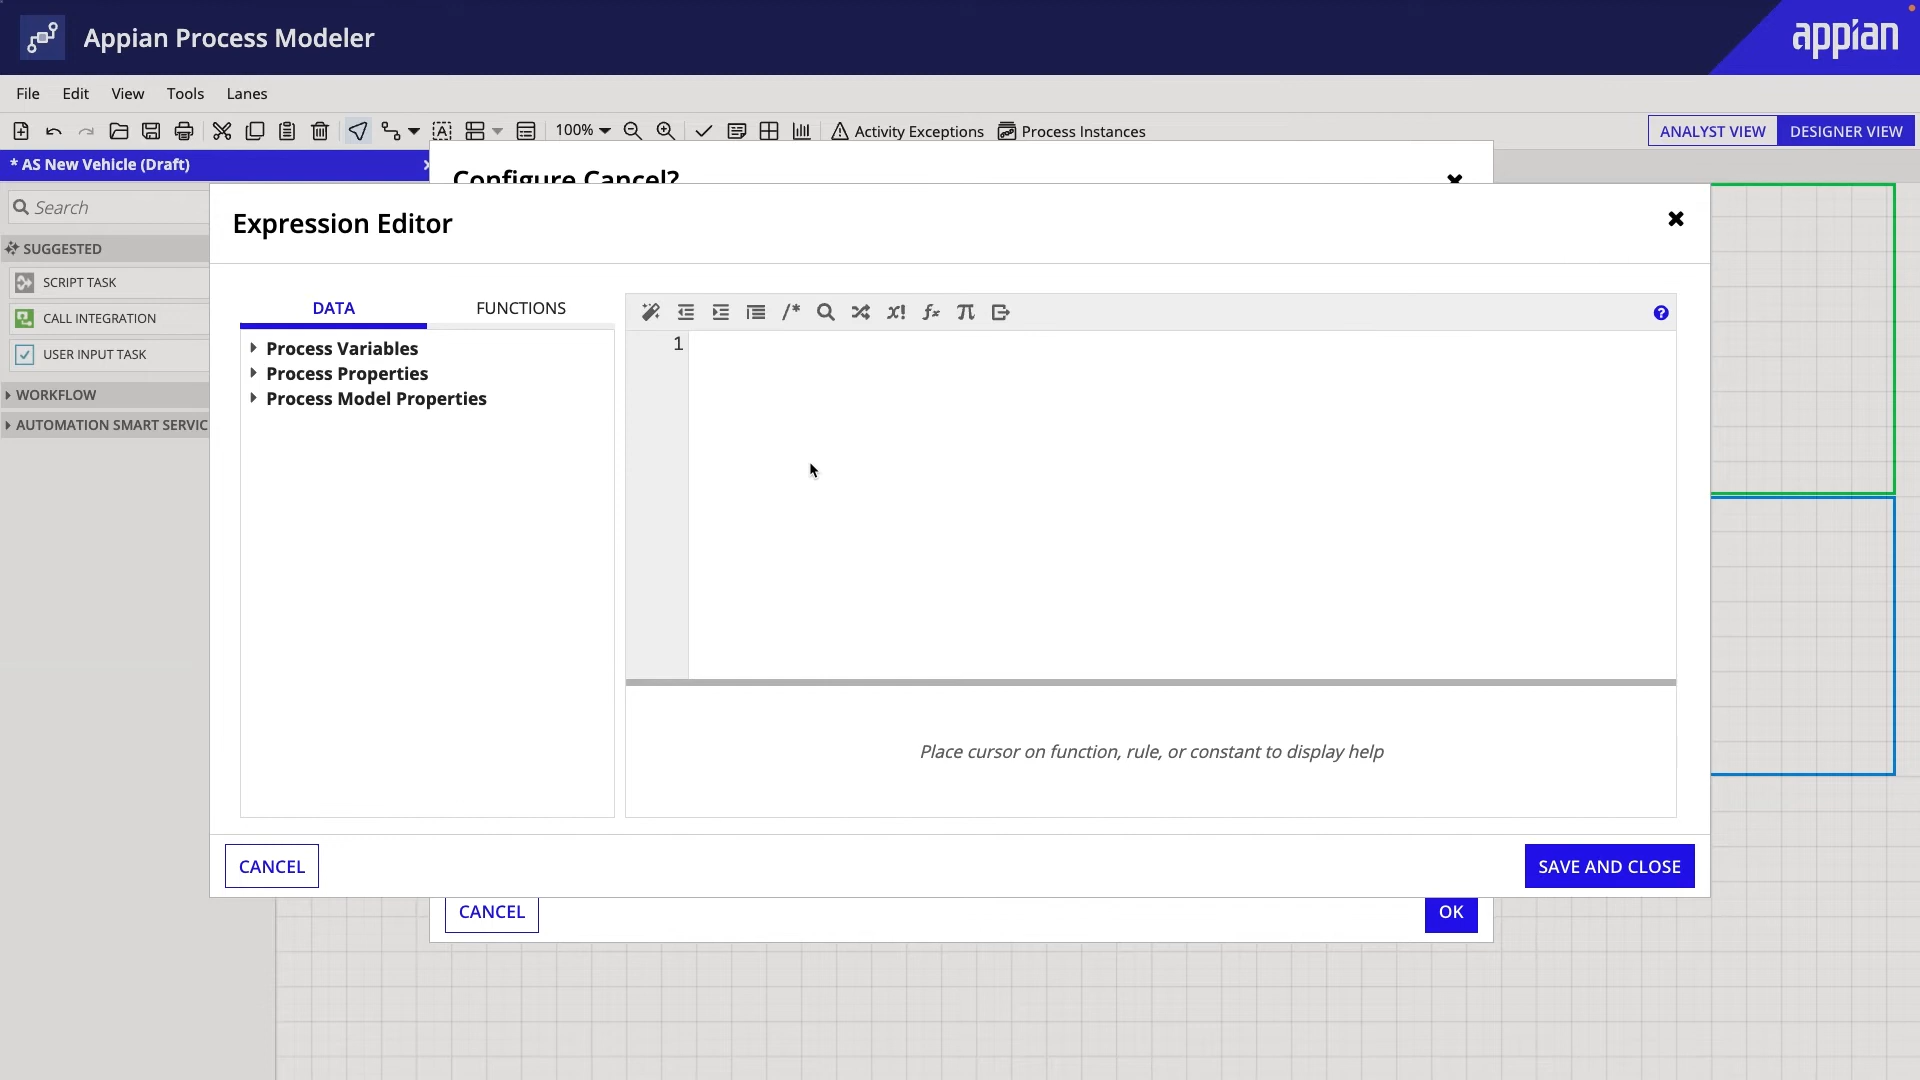 Appian Process Modeler
appian
File Edit View Tools Lanes
100% Activity Exceptions Process Instances ANALYST VIEW DESIGNER VIEW
* AS New Vehicle (Draft)
Configure Cancel?
Search
Expression Editor
SUGGESTED
SCRIPT TASK
CALL INTEGRATION
USER INPUT TASK
WORKFLOW
AUTOMATION SMART SERVIC
DATA FUNCTIONS
Process Variables
Process Properties
Process Model Properties
/*
x!
fx
π
?
1
Place cursor on function, rule, or constant to display help
CANCEL SAVE AND CLOSE
CANCEL OK